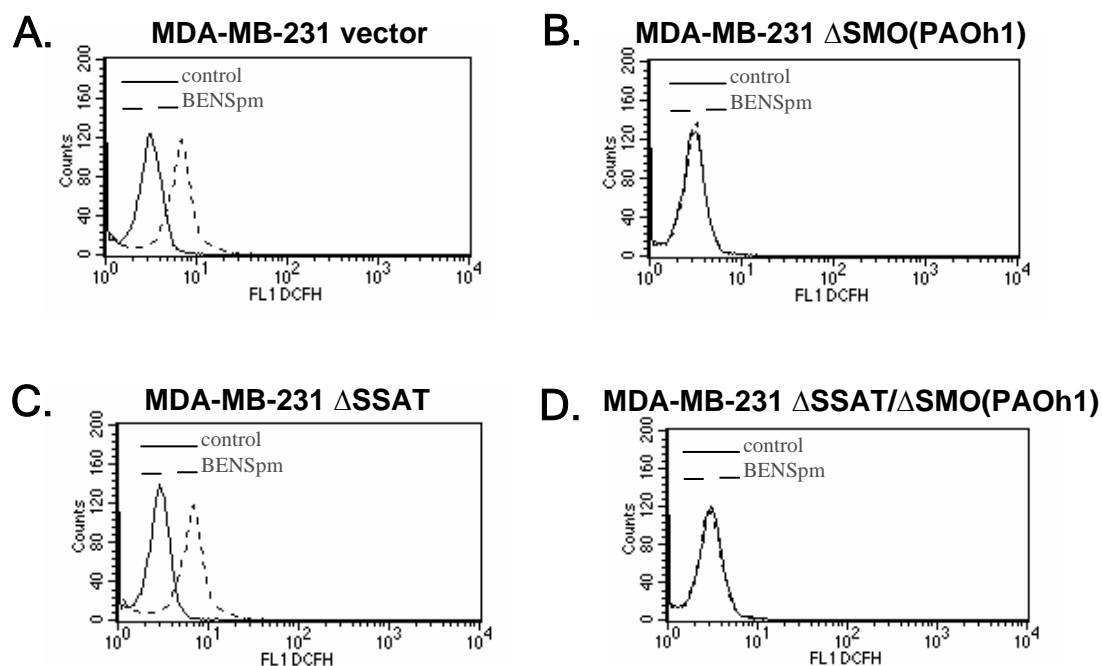 A.
MDA-MB-231 vector
200
160
120
80
40
0
Counts
control
BENSpm
10^0
10^1
10^2
10^3
10^4
FL1 DCFH
B.
MDA-MB-231 ΔSMO(PAOh1)
200
160
120
80
40
0
Counts
control
BENSpm
10^0
10^1
10^2
10^3
10^4
FL1 DCFH
C.
MDA-MB-231 ΔSSAT
200
160
120
80
40
0
Counts
control
BENSpm
10^0
10^1
10^2
10^3
10^4
FL1 DCFH
D.
MDA-MB-231 ΔSSAT/ΔSMO(PAOh1)
200
160
120
80
40
0
Counts
control
BENSpm
10^0
10^1
10^2
10^3
10^4
FL1 DCFH